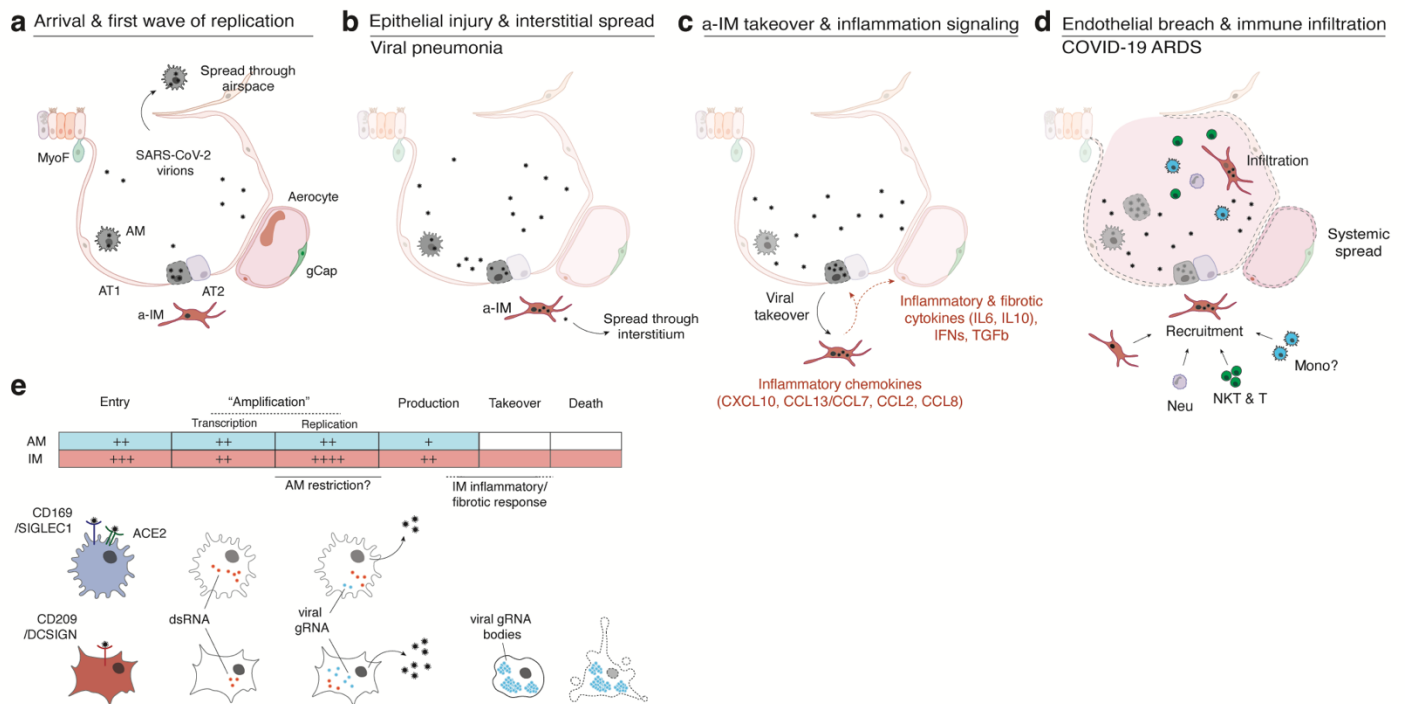 a Arrival & first wave of replication
Spread through
airspace
MyoF
SARS-CoV-2
virions
Aerocyte
AM
gCap
AT1
AT2
a-IM
b Epithelial injury & interstitial spread
Viral pneumonia
a-IM
Spread through
interstitium
c a-IM takeover & inflammation signaling
Viral
takeover
Inflammatory & fibrotic
cytokines (IL6, IL10),
IFNs, TGFb
Inflammatory chemokines
(CXCL10, CCL13/CCL7, CCL2, CCL8)
d Endothelial breach & immune infiltration
COVID-19 ARDS
Infiltration
Systemic
spread
Recruitment
Mono?
Neu
NKT & T
e
Entry "Amplification" Production Takeover Death
Transcription Replication
AM ++ ++ ++ +
IM +++ ++ ++++ ++
AM restriction? IM inflammatory/
fibrotic response
CD169
/SIGLEC1
ACE2
CD209
/DCSIGN
dsRNA
viral
gRNA
viral gRNA
bodies